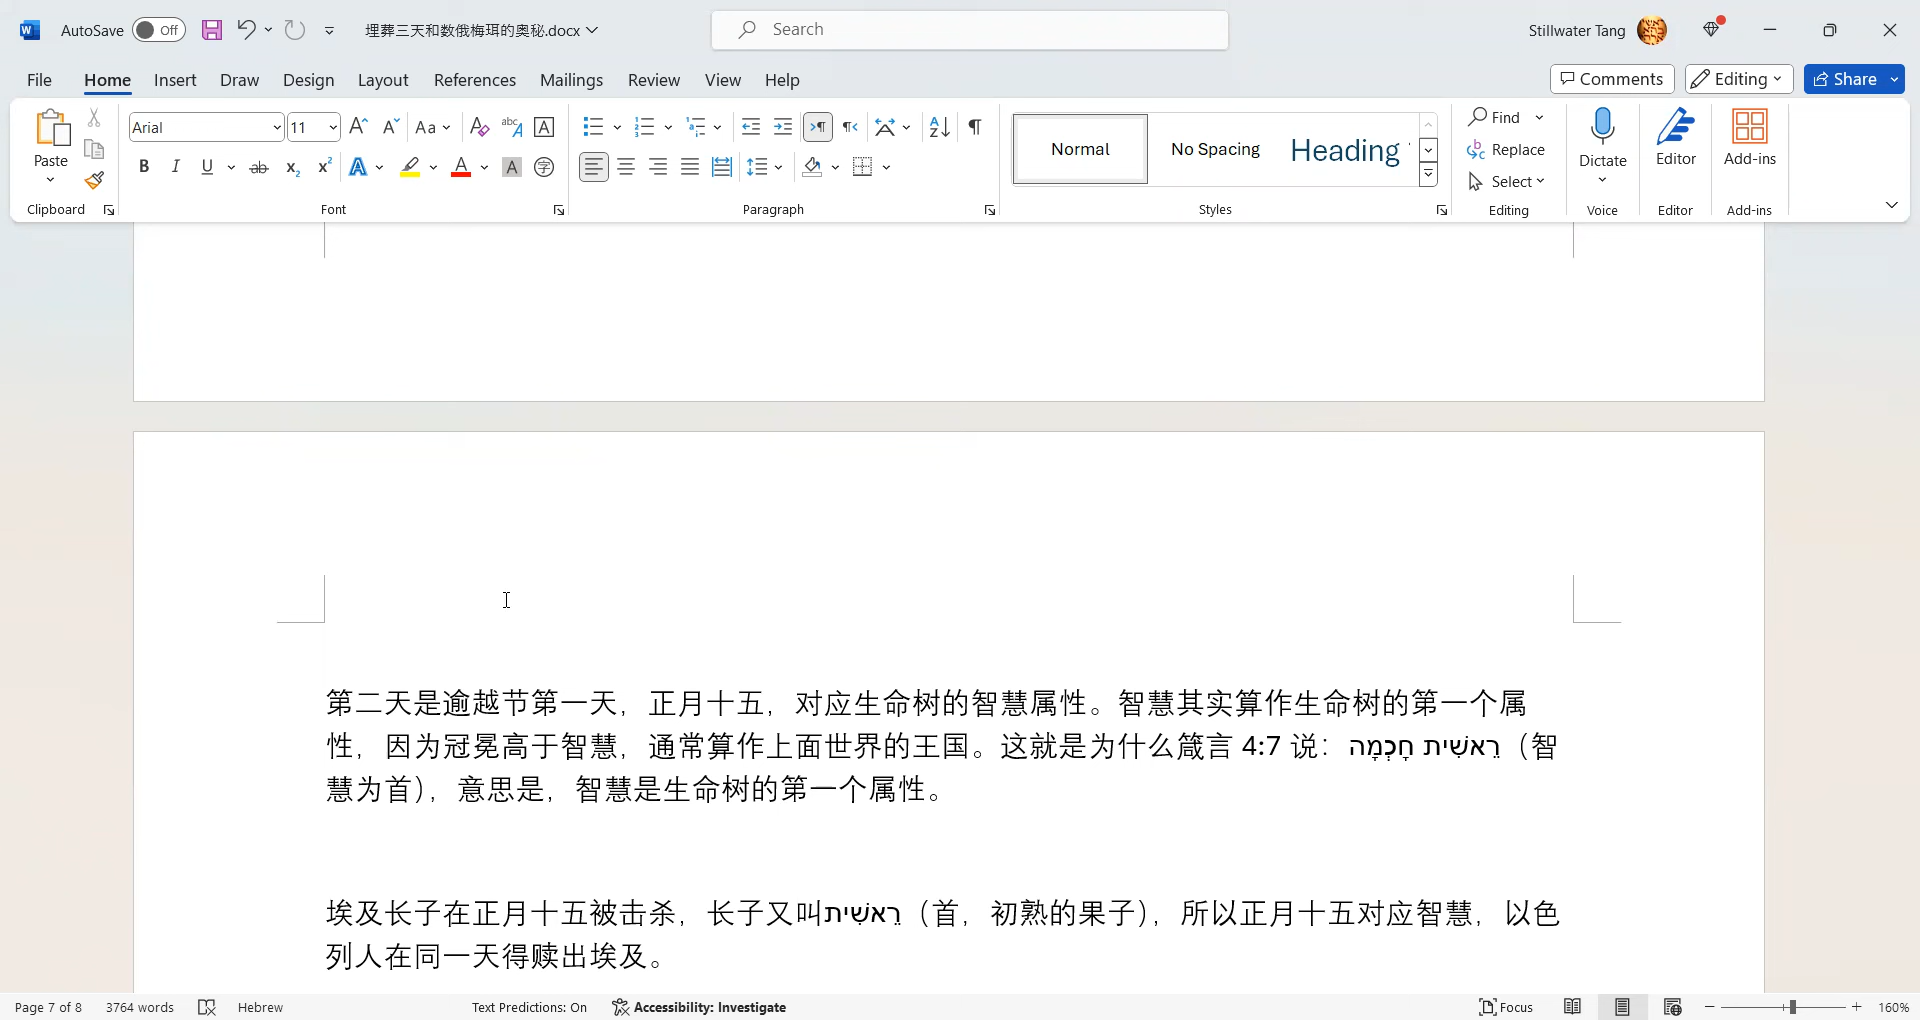 AutoSave Off 埋葬三天和数俄梅珥的奥秘.docx Search Stillwater Tang
File Home Insert Draw Design Layout References Mailings Review View Help Comments Editing Share
Paste
Clipboard
Arial 11
Font
Paragraph
Normal No Spacing Heading
Styles
Find
Replace
Select
Editing
Dictate
Voice
Editor
Editor
Add-ins
Add-ins
第二天是逾越节第一天，正月十五，对应生命树的智慧属性。智慧其实算作生命树的第一个属
性，因为冠冕高于智慧，通常算作上面世界的王国。这就是为什么箴言 4:7 说：רֵאשִׁית חָכְמָה（智
慧为首），意思是，智慧是生命树的第一个属性。
埃及长子在正月十五被击杀，长子又叫רֵאשִׁית（首，初熟的果子），所以正月十五对应智慧，以色
列人在同一天得赎出埃及。
Page 7 of 8 3764 words Hebrew Text Predictions: On Accessibility: Investigate Focus 160%